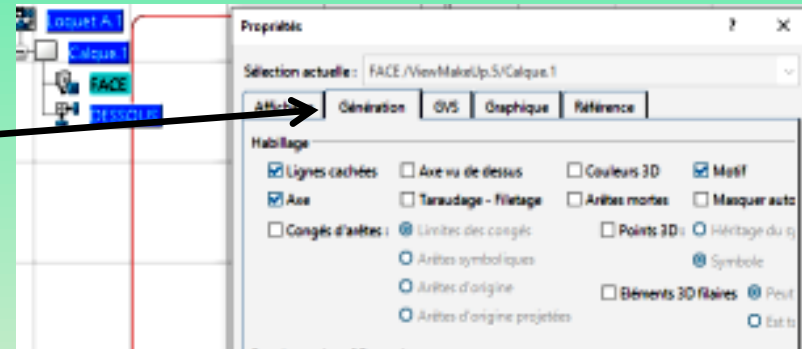 Loquet A.1
Calque.1
FACE
DESSOUS
Propriétés ? ×
Sélection actuelle : FACE /ViewMakeUp.5/Calque.1
Génération GVS Graphique Référence
Habillage
Lignes cachées Axe vu de dessus Couleurs 3D Motif
Axe Taraudage - filetage Arêtes mortes Masquer auto
Congés d'arêtes : Limites des congés Points 3D : Héritage du
Arêtes symboliques Symbole
Arêtes d'origine Eléments 3D filaires Peut
Arêtes d'origine projetées